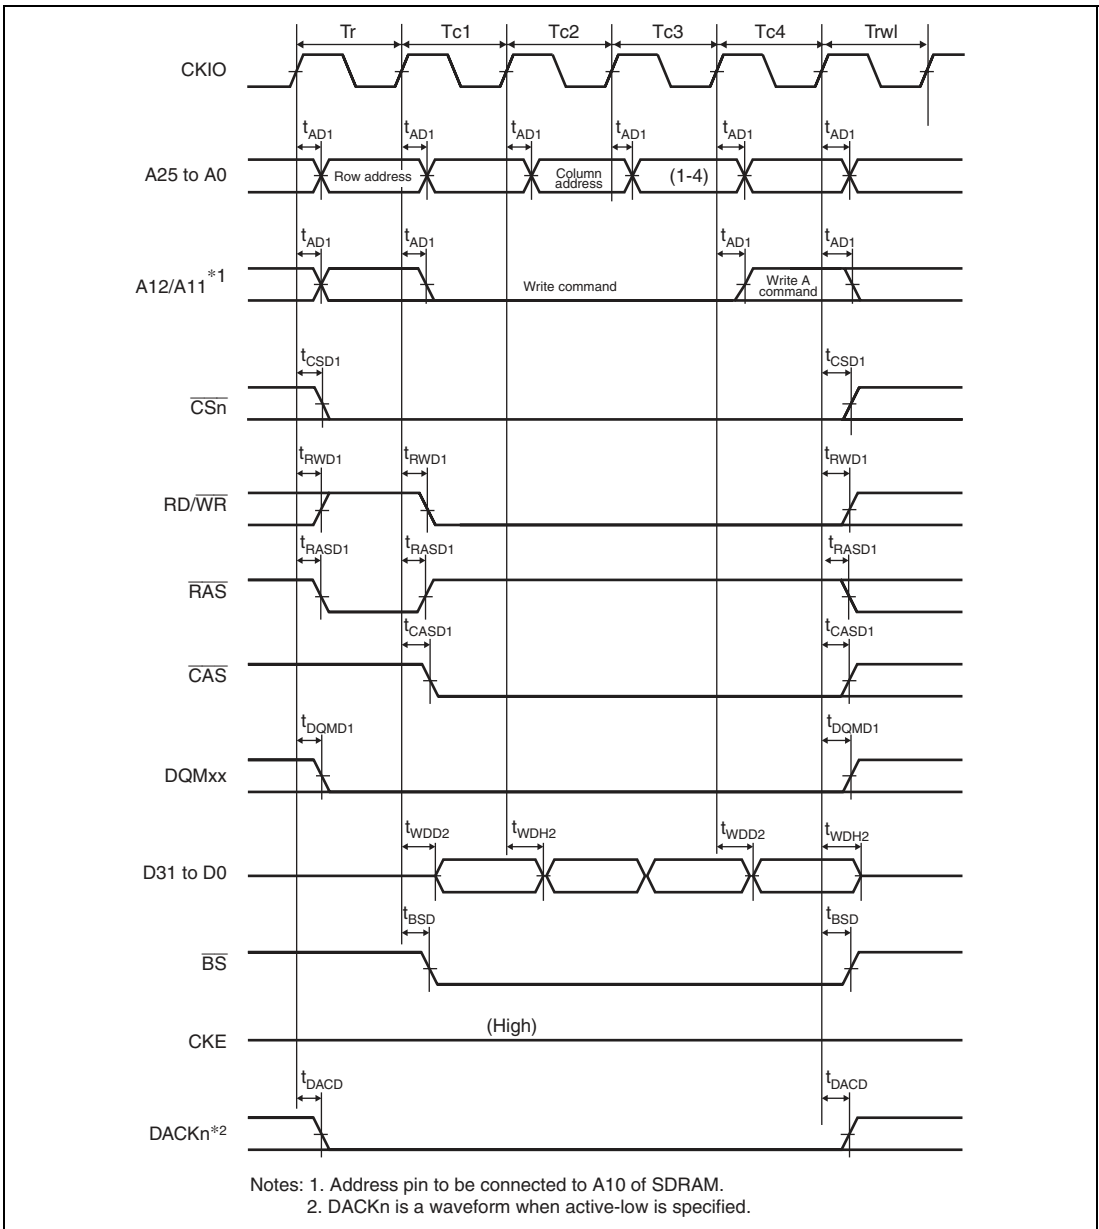 Tr Tc1 Tc2 Tc3 Tc4 Trwl
CKIO
tAD1 tAD1 tAD1 tAD1 tAD1 tAD1
A25 to A0 Row address Column address (1-4)
tAD1 tAD1 tAD1 tAD1
A12/A11*1 Write command Write A command
tCSD1 tCSD1
CSn
tRWD1 tRWD1 tRWD1
RD/WR
tRASD1 tRASD1 tRASD1
RAS
tCASD1 tCASD1
CAS
tDQMD1 tDQMD1
DQMxx
tWDD2 tWDH2 tWDD2 tWDH2
D31 to D0
tBSD tBSD
BS
(High)
CKE
tDACD tDACD
DACKn*2
Notes: 1. Address pin to be connected to A10 of SDRAM.
2. DACKn is a waveform when active-low is specified.